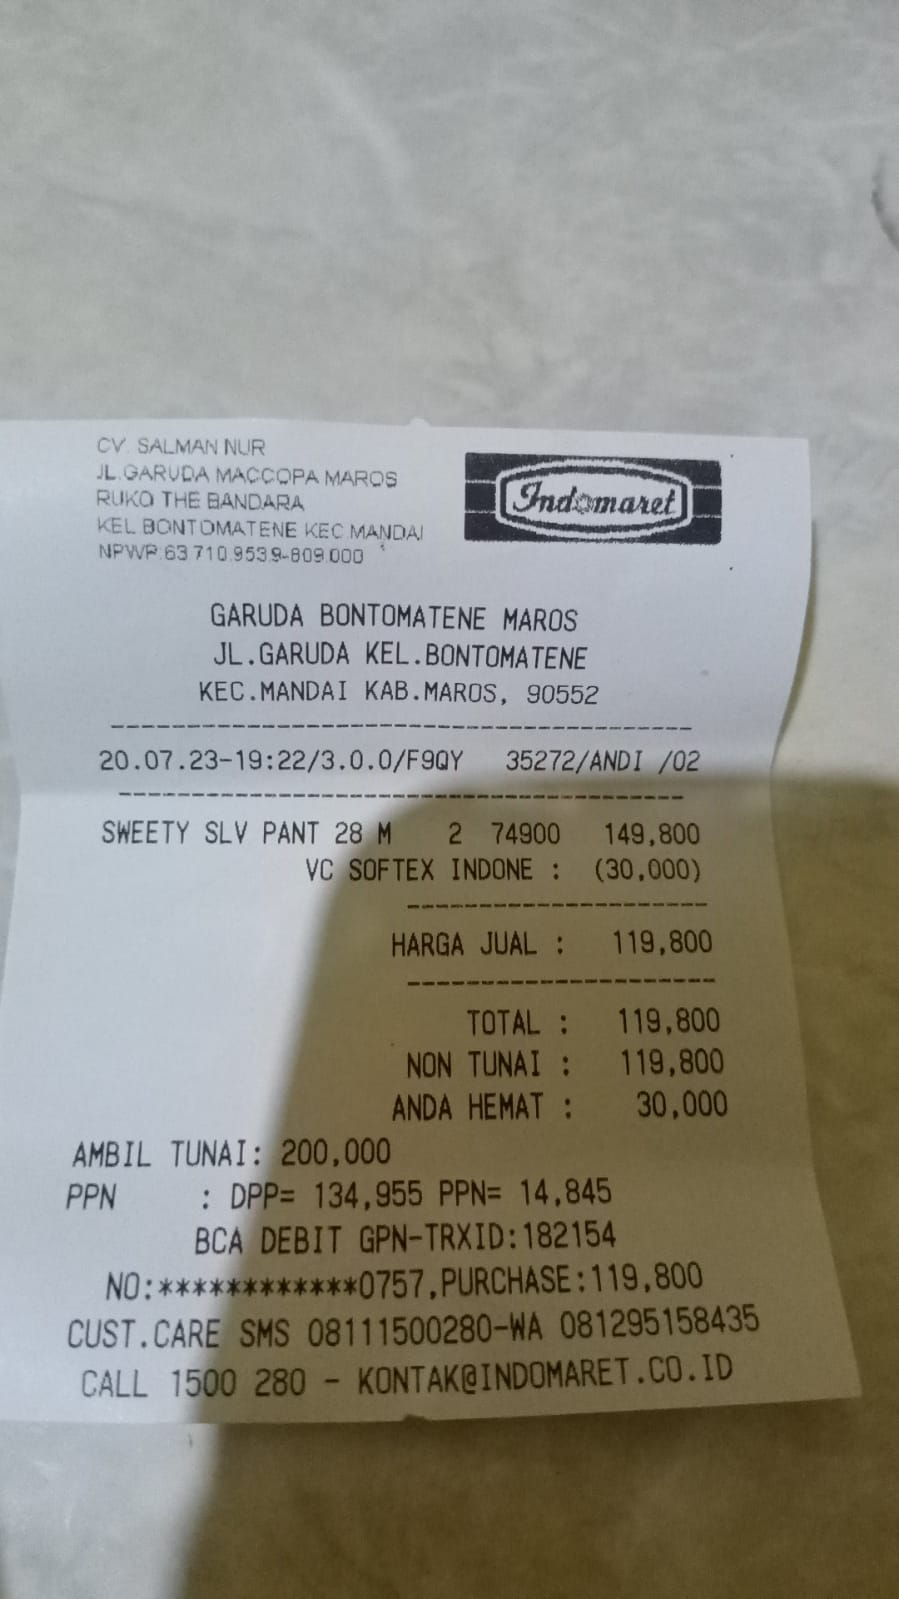 CV. SALMAN NUR
JL.GARUDA MACCOPA MAROS
RUKO THE BANDARA
KEL.BONTOMATENE KEC.MANDAI
NPWP:63.710.953.9-809.000
Indomaret
GARUDA BONTOMATENE MAROS
JL.GARUDA KEL.BONTOMATENE
KEC.MANDAI KAB.MAROS, 90552
20.07.23-19:22/3.0.0/F9QY 35272/ANDI /02
SWEETY SLV PANT 28 M 2 74900 149,800
VC SOFTEX INDONE : (30,000)
HARGA JUAL : 119,800
TOTAL : 119,800
NON TUNAI : 119,800
ANDA HEMAT : 30,000
AMBIL TUNAI: 200,000
PPN : DPP= 134,955 PPN= 14,845
BCA DEBIT GPN-TRXID:182154
NO:************0757,PURCHASE:119,800
CUST.CARE SMS 08111500280-WA 081295158435
CALL 1500 280 - KONTAK@INDOMARET.CO.ID